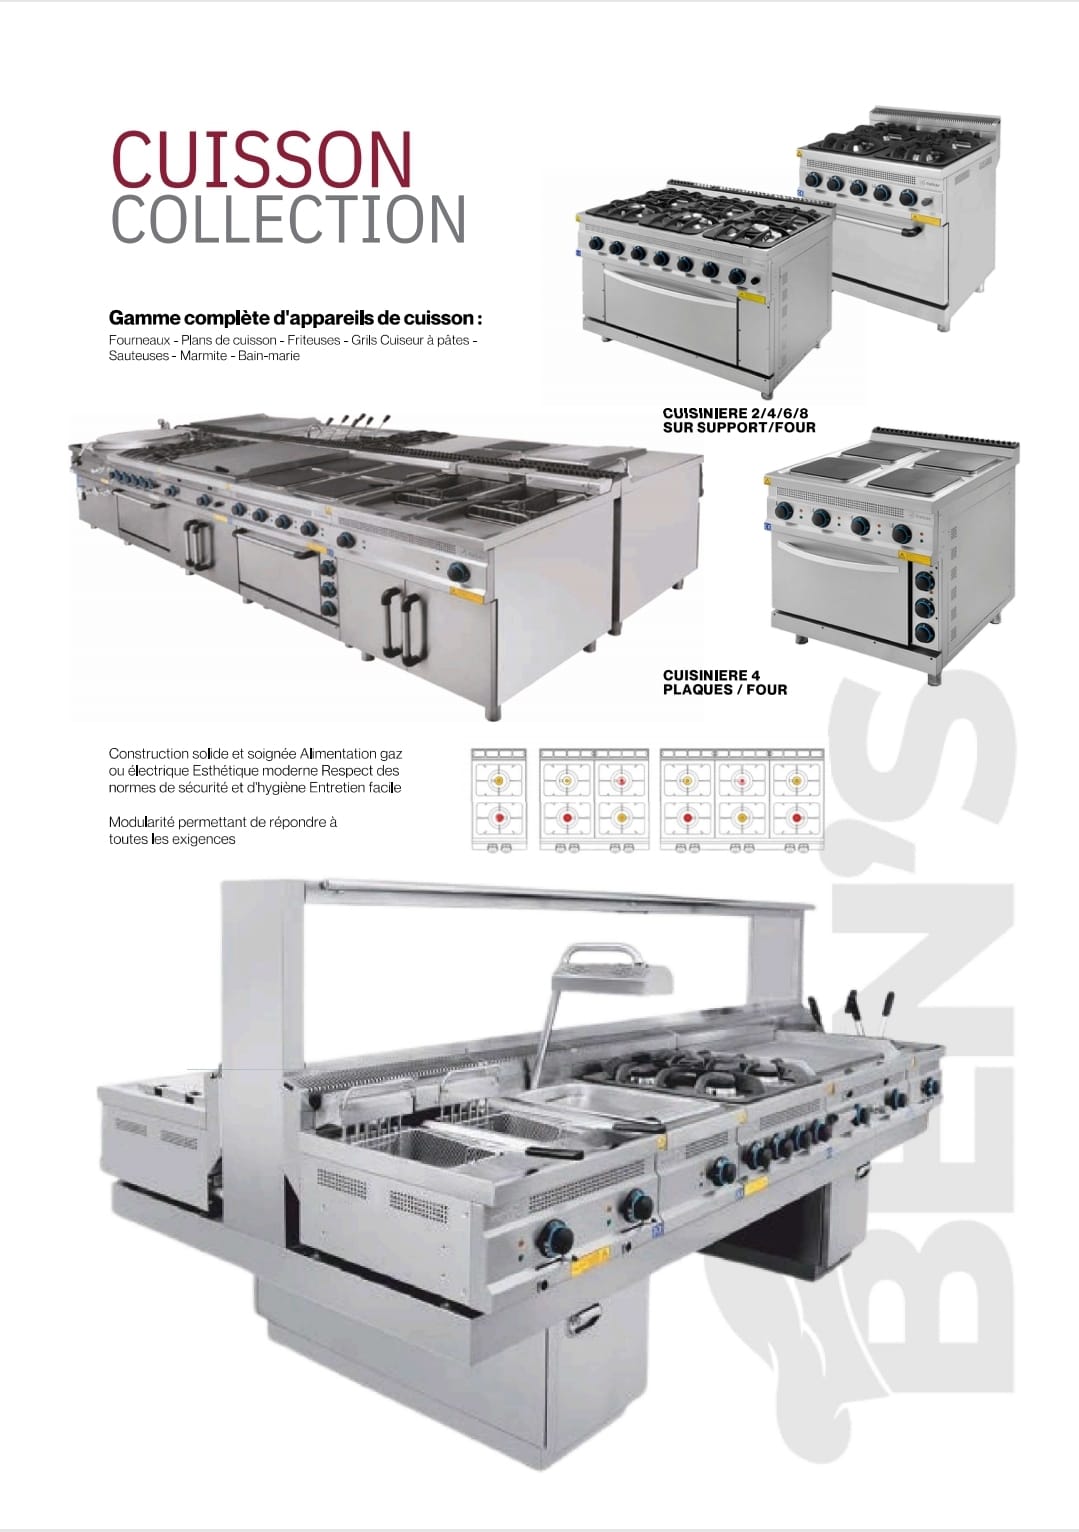 CUISSON
COLLECTION
Gamme complète d'appareils de cuisson :
Fourneaux - Plans de cuisson - Friteuses - Grils Cuiseur à pâtes -
Sauteuses - Marmite - Bain-marie
CUISINIERE 2/4/6/8
SUR SUPPORT/FOUR
CUISINIERE 4
PLAQUES / FOUR
Construction solide et soignée Alimentation gaz
ou électrique Esthétique moderne Respect des
normes de sécurité et d'hygiène Entretien facile
Modularité permettant de répondre à
toutes les exigences
BEN'S